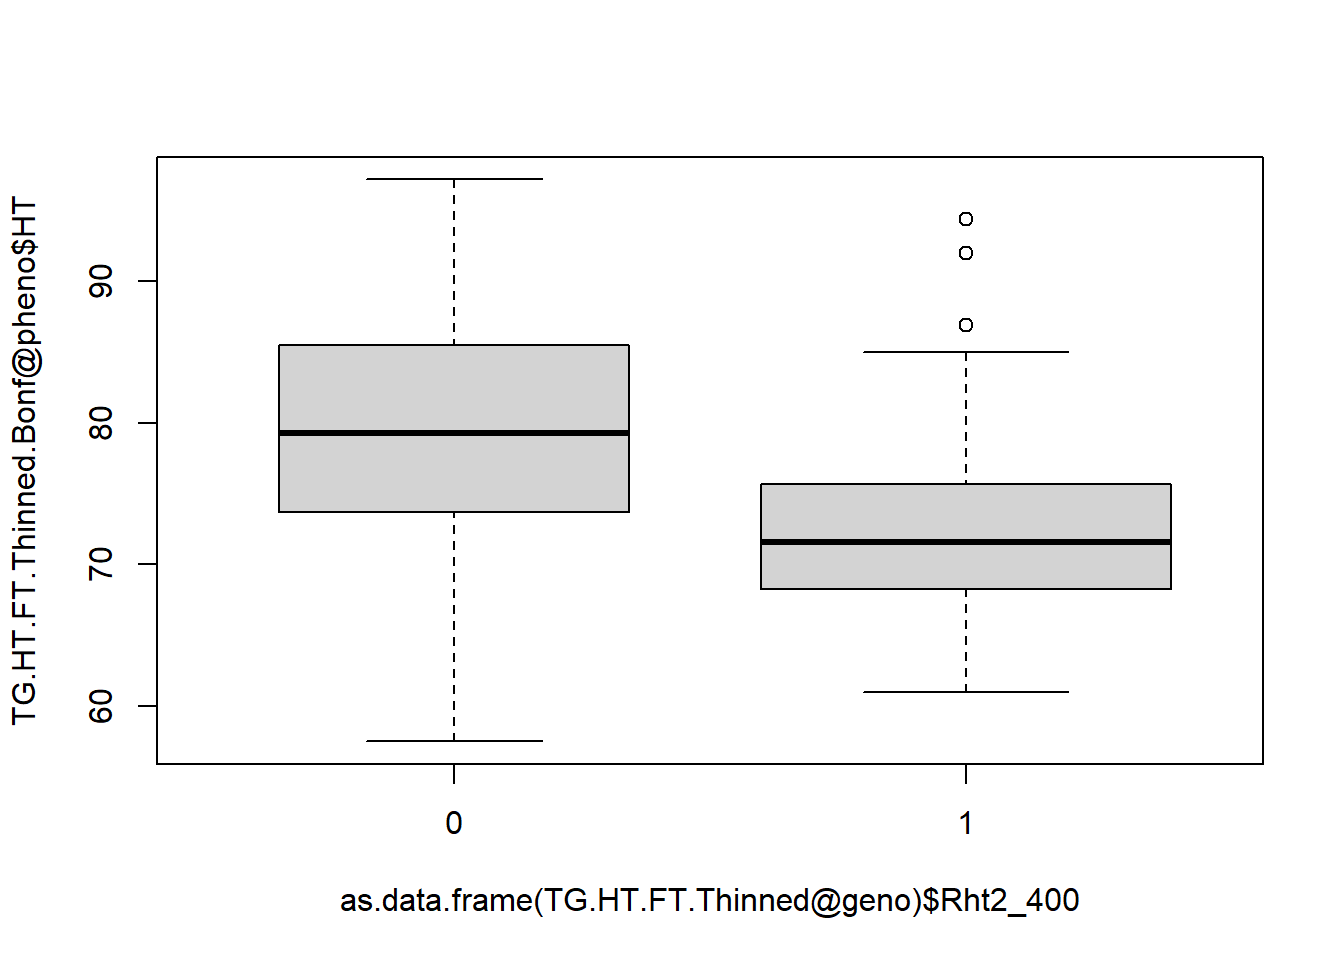 TG.HT.FT.Thinned.Bonf@pheno$HT
90
80
70
60
0 1
as.data.frame(TG.HT.FT.Thinned@geno)$Rht2_400